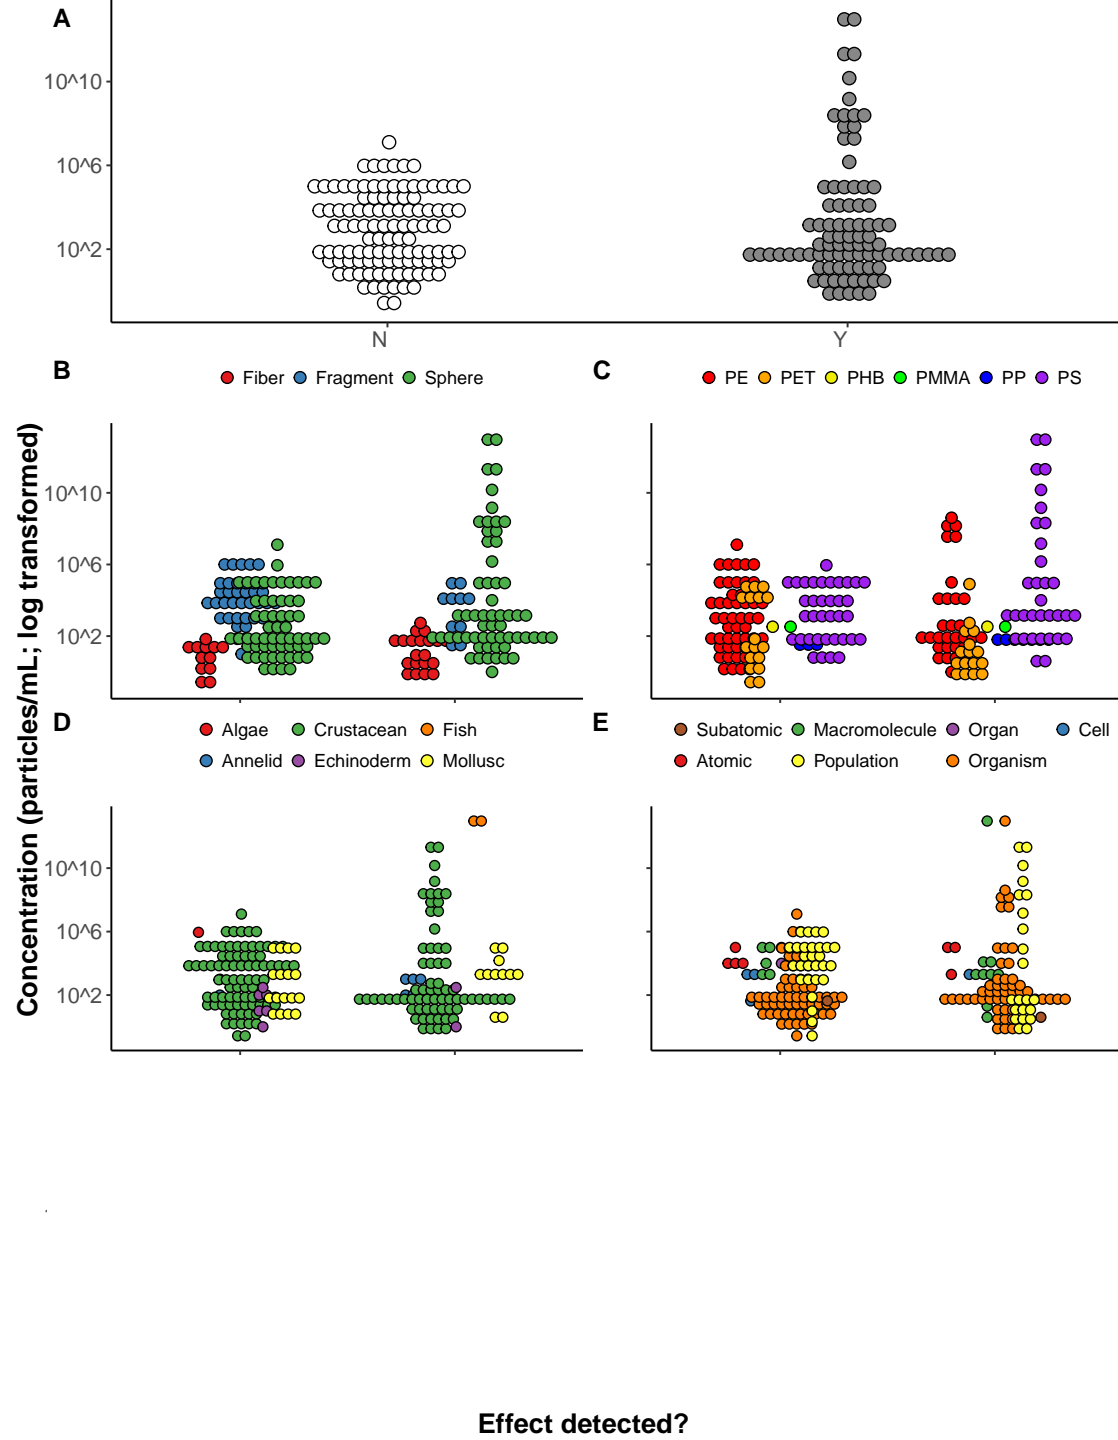 A
10^10
10^6
10^2
N Y
B
Fiber Fragment Sphere
C
PE PET PHB PMMA PP PS
Concentration (particles/mL; log transformed)
10^10
10^6
10^2
D
Algae Crustacean Fish
Annelid Echinoderm Mollusc
E
Subatomic Macromolecule Organ Cell
Atomic Population Organism
10^10
10^6
10^2
Effect detected?